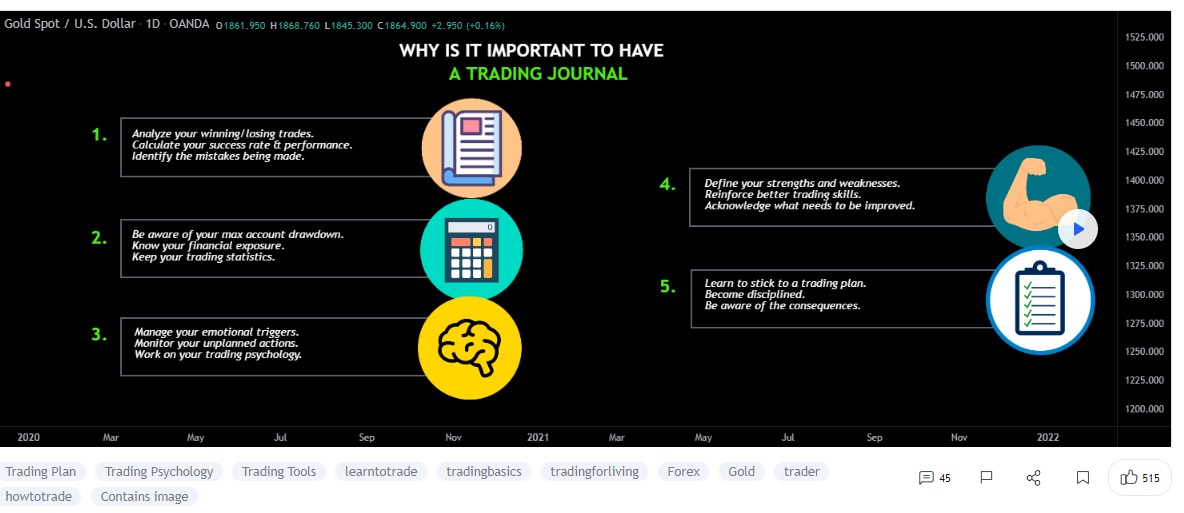 Gold Spot / U.S. Dollar · 1D · OANDA O1861.950 H1868.760 L1845.300 C1864.900 +2.950 (+0.16%)
WHY IS IT IMPORTANT TO HAVE
A TRADING JOURNAL
1.
Analyze your winning/losing trades.
Calculate your success rate & performance.
Identify the mistakes being made.
2.
Be aware of your max account drawdown.
Know your financial exposure.
Keep your trading statistics.
0
3.
Manage your emotional triggers.
Monitor your unplanned actions.
Work on your trading psychology.
4.
Define your strengths and weaknesses.
Reinforce better trading skills.
Acknowledge what needs to be improved.
5.
Learn to stick to a trading plan.
Become disciplined.
Be aware of the consequences.
1525.000
1500.000
1475.000
1450.000
1425.000
1400.000
1375.000
1350.000
1325.000
1300.000
1275.000
1250.000
1225.000
1200.000
2020 Mar May Jul Sep Nov 2021 Mar May Jul Sep Nov 2022
Trading Plan Trading Psychology Trading Tools learntotrade tradingbasics tradingforliving Forex Gold trader
howtotrade Contains image
45 515